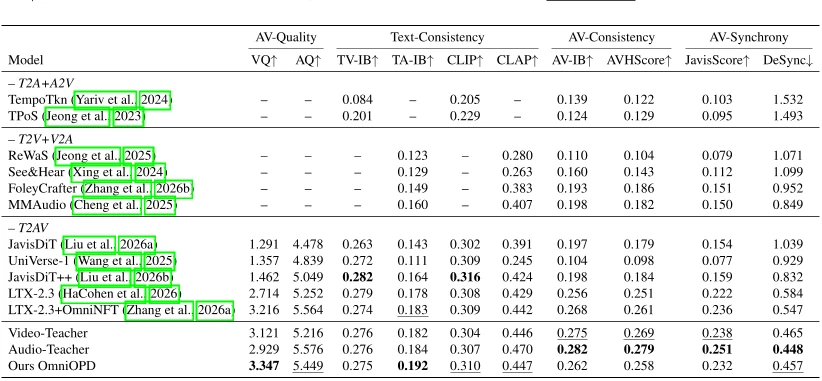 AV-Quality Text-Consistency AV-Consistency AV-Synchrony
Model VQ↑ AQ↑ TV-IB↑ TA-IB↑ CLIP↑ CLAP↑ AV-IB↑ AVHScore↑ JavisScore↑ DeSync↓
– T2A+A2V
TempoTkn (Yariv et al., 2024) – – 0.084 – 0.205 – 0.139 0.122 0.103 1.532
TPoS (Jeong et al., 2023) – – 0.201 – 0.229 – 0.124 0.129 0.095 1.493
– T2V+V2A
ReWaS (Jeong et al., 2025) – – – 0.123 – 0.280 0.110 0.104 0.079 1.071
See&Hear (Xing et al., 2024) – – – 0.129 – 0.263 0.160 0.143 0.112 1.099
FoleyCrafter (Zhang et al., 2026b) – – – 0.149 – 0.383 0.193 0.186 0.151 0.952
MMAudio (Cheng et al., 2025) – – – 0.160 – 0.407 0.198 0.182 0.150 0.849
– T2AV
JavisDiT (Liu et al., 2026a) 1.291 4.478 0.263 0.143 0.302 0.391 0.197 0.179 0.154 1.039
UniVerse-1 (Wang et al., 2025) 1.357 4.839 0.272 0.111 0.309 0.245 0.104 0.098 0.077 0.929
JavisDiT++ (Liu et al., 2026b) 1.462 5.049 0.282 0.164 0.316 0.424 0.198 0.184 0.159 0.832
LTX-2.3 (HaCohen et al., 2026) 2.714 5.252 0.279 0.178 0.308 0.429 0.256 0.251 0.222 0.584
LTX-2.3+OmniNFT (Zhang et al., 2026a) 3.216 5.564 0.274 0.183 0.309 0.442 0.268 0.261 0.236 0.547
Video-Teacher 3.121 5.216 0.276 0.182 0.304 0.446 0.275 0.269 0.238 0.465
Audio-Teacher 2.929 5.576 0.276 0.184 0.307 0.470 0.282 0.279 0.251 0.448
Ours OmniOPD 3.347 5.449 0.275 0.192 0.310 0.447 0.262 0.258 0.232 0.457